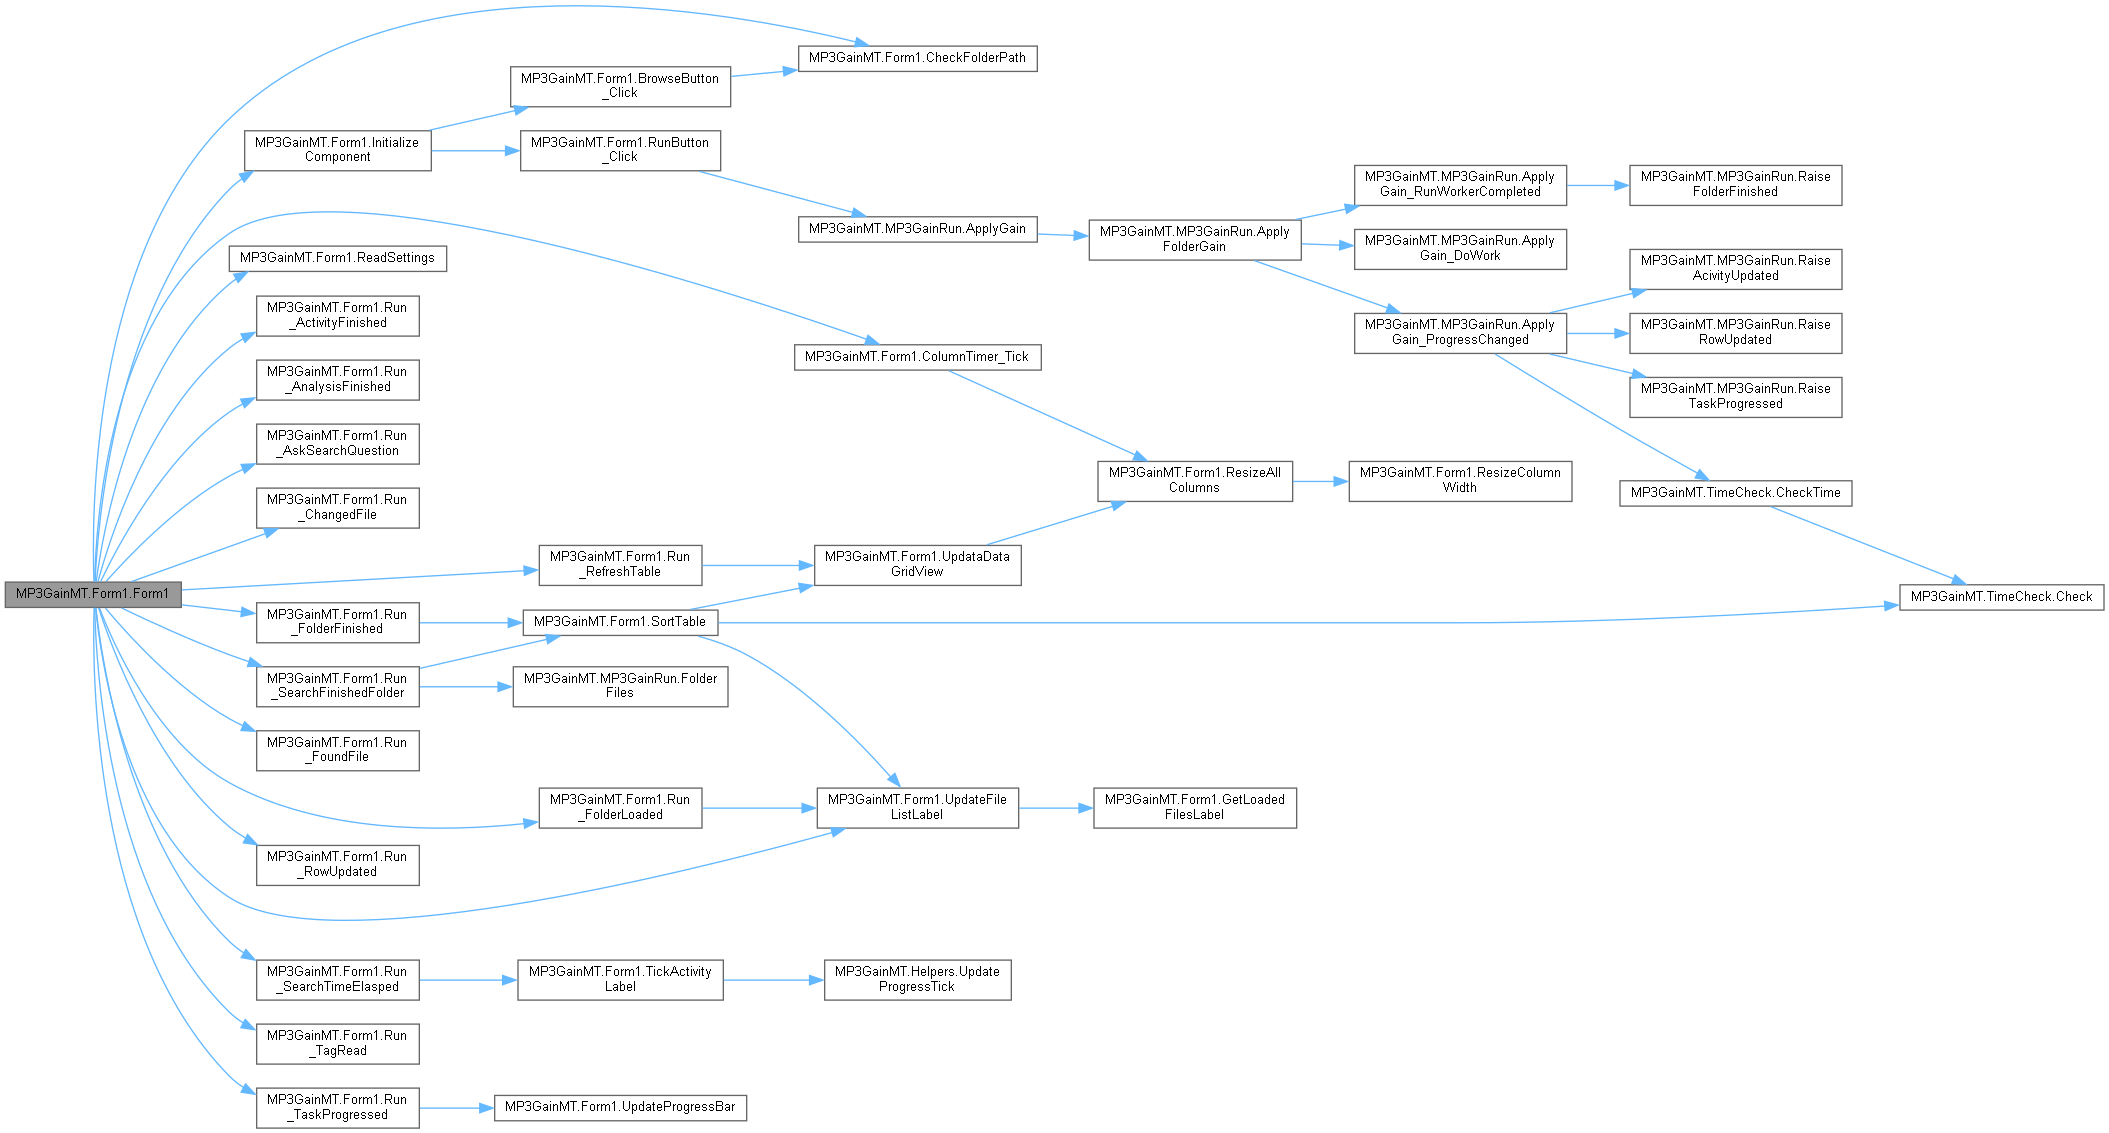 MP3GainMT.Form1.CheckFolderPath
MP3GainMT.Form1.BrowseButton
_Click
MP3GainMT.Form1.Initialize
Component
MP3GainMT.Form1.RunButton
_Click
MP3GainMT.MP3GainRun.Apply
Gain_RunWorkerCompleted
MP3GainMT.MP3GainRun.Raise
FolderFinished
MP3GainMT.MP3GainRun.ApplyGain
MP3GainMT.MP3GainRun.Apply
FolderGain
MP3GainMT.MP3GainRun.Apply
Gain_DoWork
MP3GainMT.Form1.ReadSettings
MP3GainMT.MP3GainRun.Raise
AcivityUpdated
MP3GainMT.Form1.Run
_ActivityFinished
MP3GainMT.MP3GainRun.Apply
Gain_ProgressChanged
MP3GainMT.MP3GainRun.Raise
RowUpdated
MP3GainMT.Form1.ColumnTimer_Tick
MP3GainMT.Form1.Run
_AnalysisFinished
MP3GainMT.MP3GainRun.Raise
TaskProgressed
MP3GainMT.Form1.Run
_AskSearchQuestion
MP3GainMT.Form1.ResizeAll
Columns
MP3GainMT.Form1.ResizeColumn
Width
MP3GainMT.TimeCheck.CheckTime
MP3GainMT.Form1.Run
_ChangedFile
MP3GainMT.Form1.Run
_RefreshTable
MP3GainMT.Form1.UpdataData
GridView
MP3GainMT.Form1.Form1
MP3GainMT.TimeCheck.Check
MP3GainMT.Form1.Run
_FolderFinished
MP3GainMT.Form1.SortTable
MP3GainMT.Form1.Run
_SearchFinishedFolder
MP3GainMT.MP3GainRun.Folder
Files
MP3GainMT.Form1.Run
_FoundFile
MP3GainMT.Form1.Run
_FolderLoaded
MP3GainMT.Form1.UpdateFile
ListLabel
MP3GainMT.Form1.GetLoaded
FilesLabel
MP3GainMT.Form1.Run
_RowUpdated
MP3GainMT.Form1.Run
_SearchTimeElasped
MP3GainMT.Form1.TickActivity
Label
MP3GainMT.Helpers.Update
ProgressTick
MP3GainMT.Form1.Run
_TagRead
MP3GainMT.Form1.Run
_TaskProgressed
MP3GainMT.Form1.UpdateProgressBar